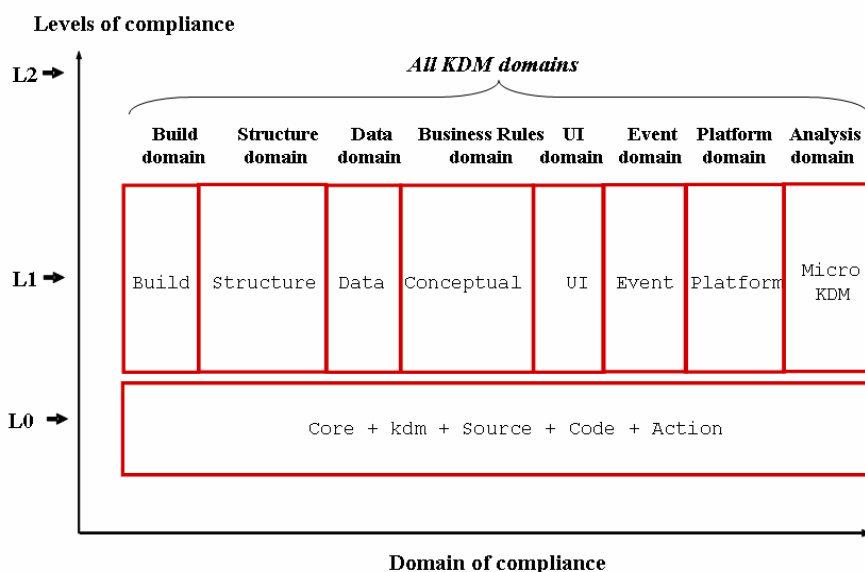 Levels of compliance
L2
All KDM domains
Build Structure Data Business Rules UI Event Platform Analysis
domain domain domain domain domain domain domain domain
L1
Build Structure Data Conceptual UI Event Platform Micro
KDM
L0
Core + kdm + Source + Code + Action
Domain of compliance